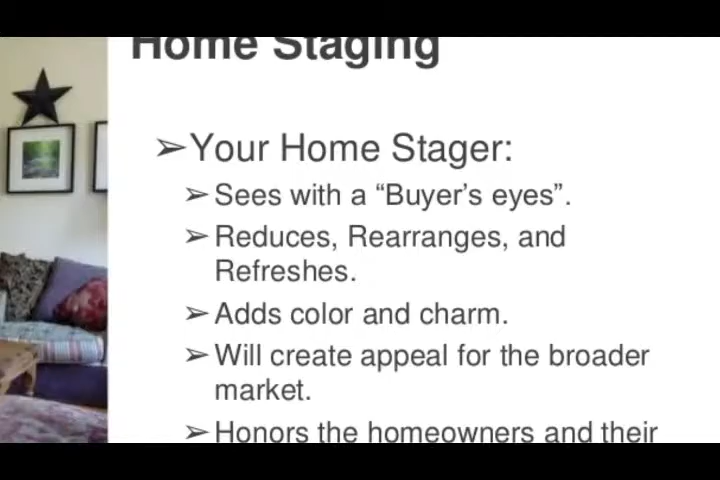 Home Staging
➢Your Home Stager:
➢Sees with a “Buyer’s eyes”.
➢Reduces, Rearranges, and
Refreshes.
➢Adds color and charm.
➢Will create appeal for the broader
market.
➢Honors the homeowners and their